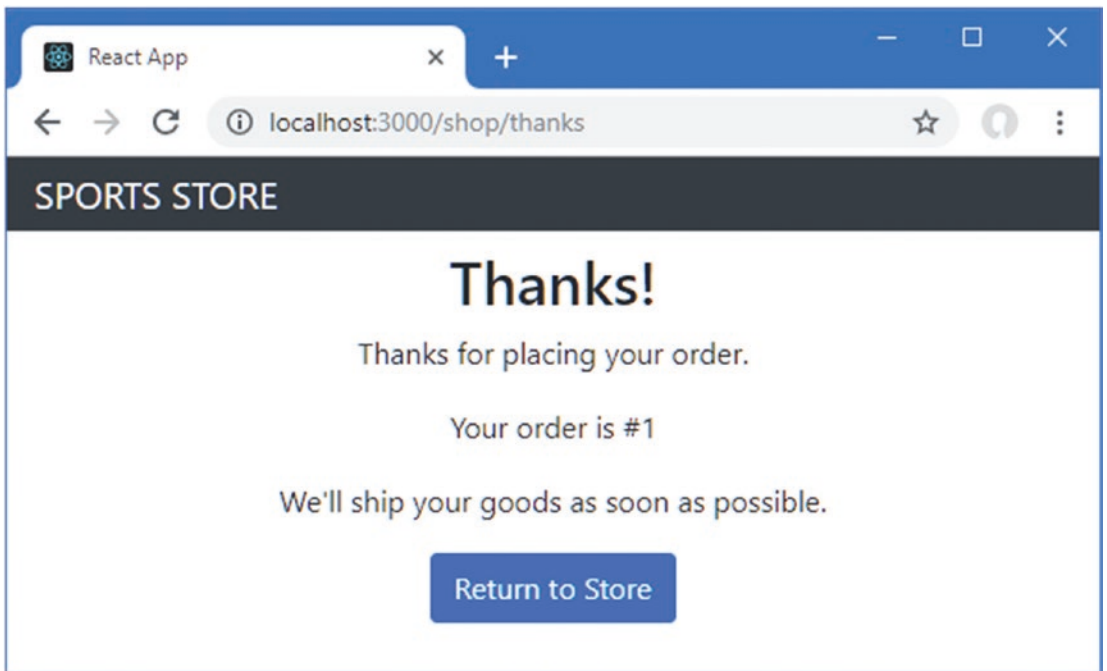 React App
localhost:3000/shop/thanks
SPORTS STORE
Thanks!
Thanks for placing your order.
Your order is #1
We'll ship your goods as soon as possible.
Return to Store